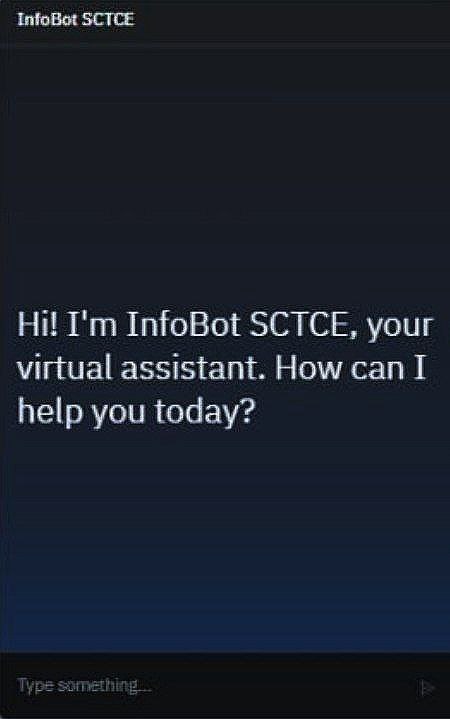 InfoBot SCTCE
Hi! I'm InfoBot SCTCE, your
virtual assistant. How can I
help you today?
Type something...